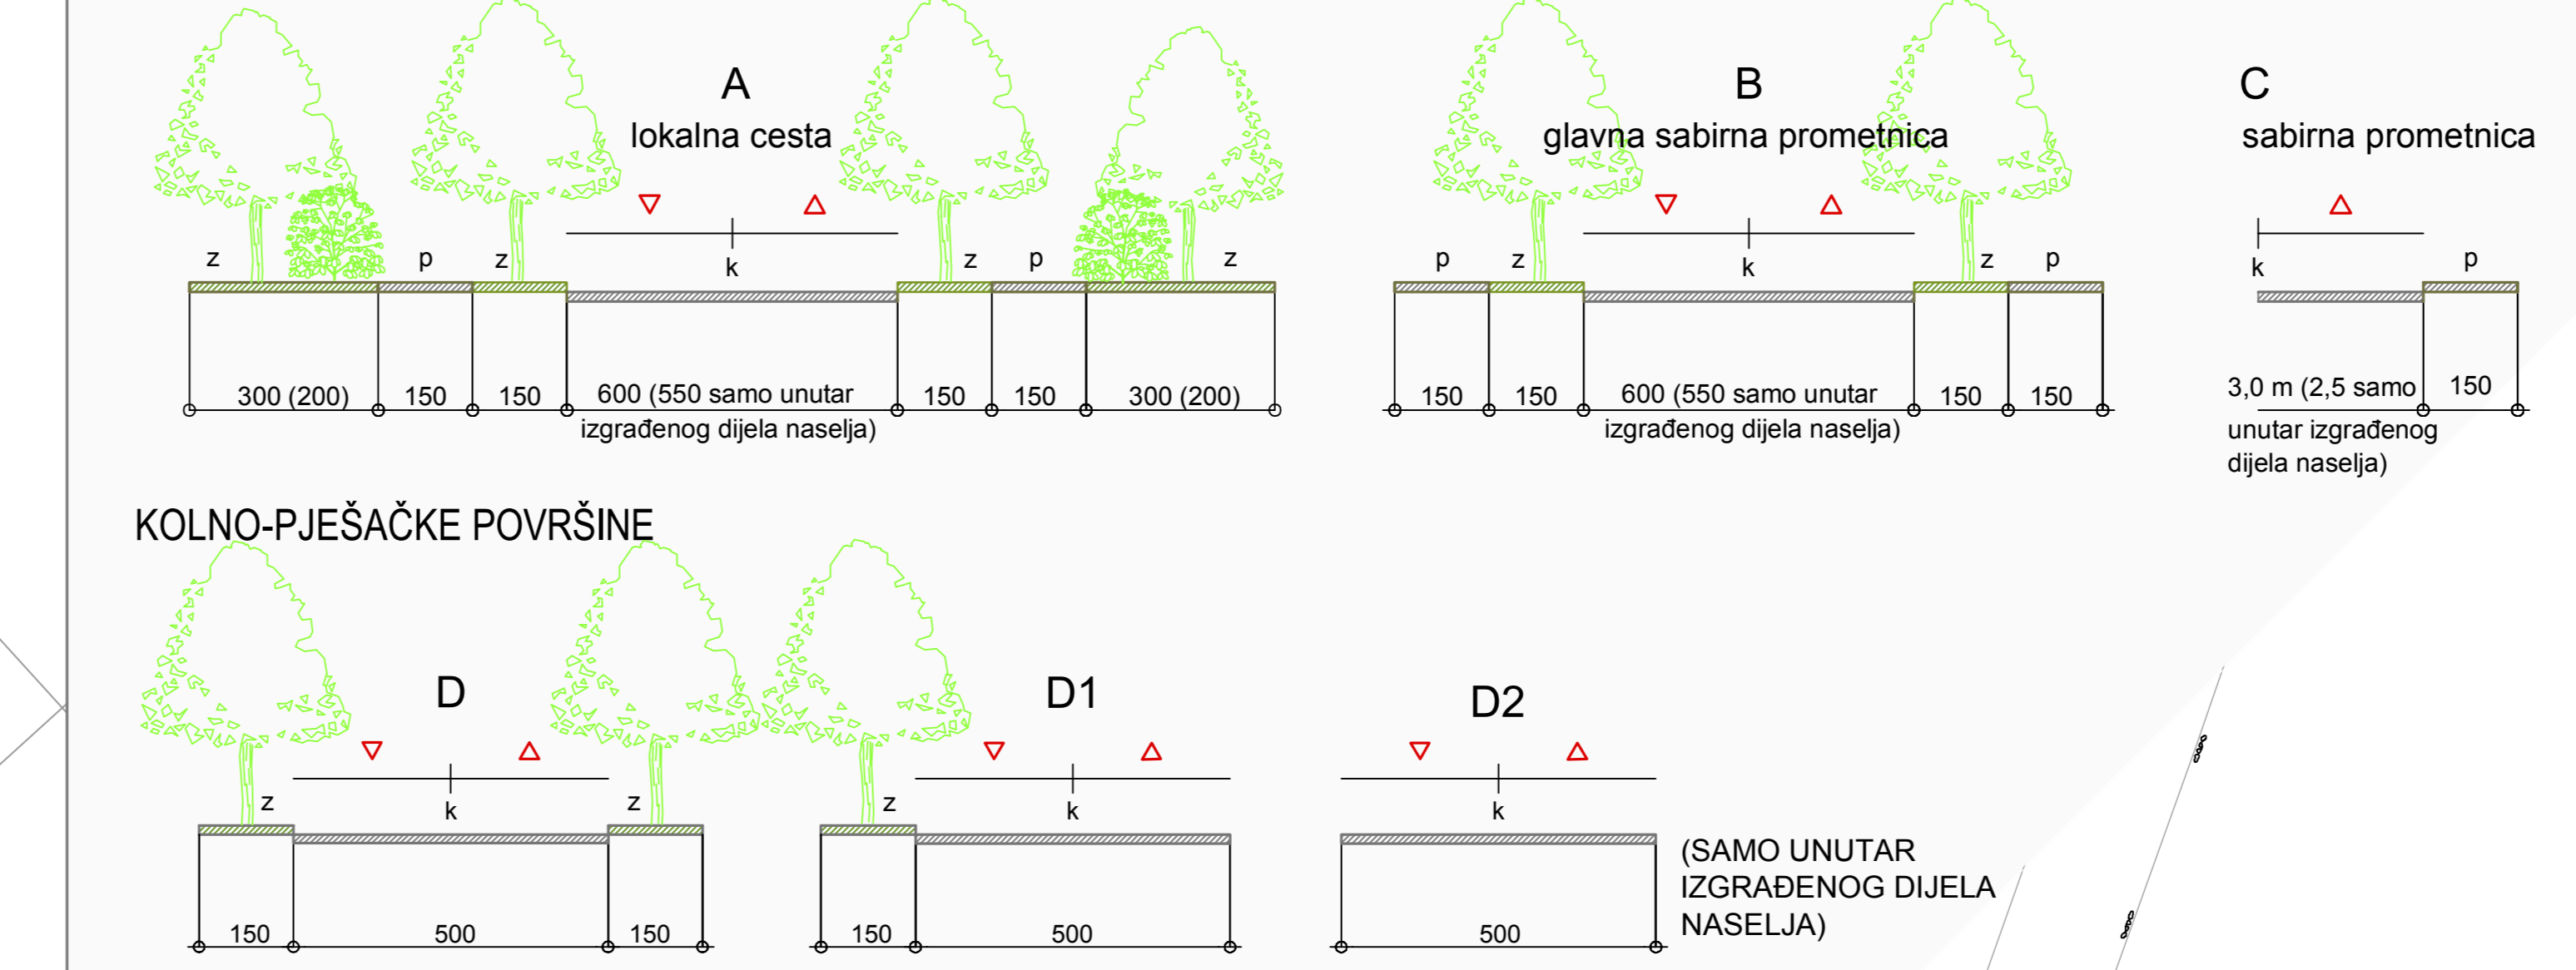 A
lokalna cesta
z
p
z
k
z
p
z
300 (200)
150
150
600 (550 samo unutar
izgrađenog dijela naselja)
150
150
300 (200)
B
glavna sabirna prometnica
p
z
k
z
p
150
150
600 (550 samo unutar
izgrađenog dijela naselja)
150
150
C
sabirna prometnica
k
p
3,0 m (2,5 samo
unutar izgrađenog
dijela naselja)
150
KOLNO-PJEŠAČKE POVRŠINE
D
z
k
z
150
500
150
D1
z
k
150
500
D2
k
500
(SAMO UNUTAR
IZGRAĐENOG DIJELA
NASELJA)